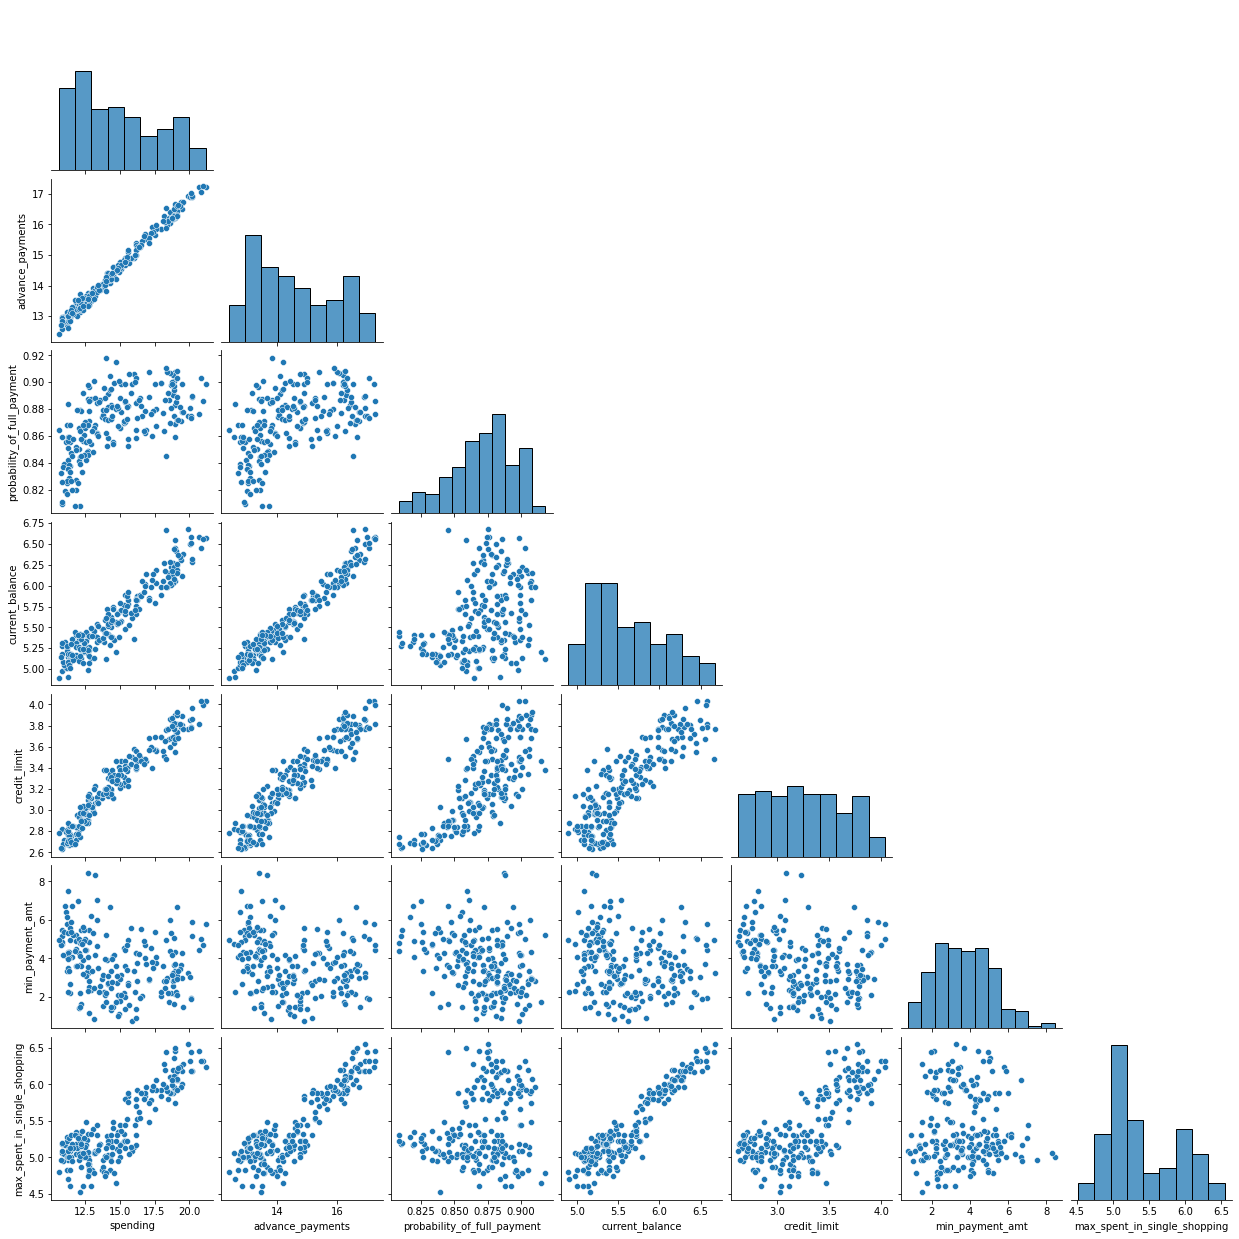 advance_payments
17
16
15
14
13
probability_of_full_payment
0.92
0.90
0.88
0.86
0.84
0.82
current_balance
6.75
6.50
6.25
6.00
5.75
5.50
5.25
5.00
credit_limit
4.0
3.8
3.6
3.4
3.2
3.0
2.8
2.6
min_payment_amt
8
6
4
2
max_spent_in_single_shopping
6.5
6.0
5.5
5.0
4.5
12.5 15.0 17.5 20.0
spending
14 16
advance_payments
0.825 0.850 0.875 0.900
probability_of_full_payment
5.0 5.5 6.0 6.5
current_balance
3.0 3.5 4.0
credit_limit
2 4 6 8
min_payment_amt
4.5 5.0 5.5 6.0 6.5
max_spent_in_single_shopping